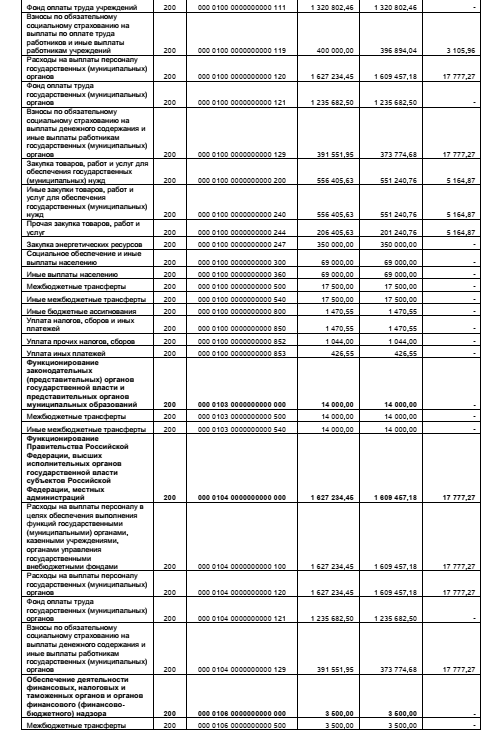 Фонд оплаты труда учреждений 200 000 0100 0000000000 111 1 320 802,46 1 320 802,46 -
Взносы по обязательному
социальному страхованию на
выплаты по оплате труда
работников и иные выплаты
работникам учреждений 200 000 0100 0000000000 119 400 000,00 396 894,04 3 105,96
Расходы на выплаты персоналу
государственных (муниципальных)
органов 200 000 0100 0000000000 120 1 627 234,45 1 609 457,18 17 777,27
Фонд оплаты труда
государственных (муниципальных)
органов 200 000 0100 0000000000 121 1 235 682,50 1 235 682,50 -
Взносы по обязательному
социальному страхованию на
выплаты денежного содержания и
иные выплаты работникам
государственных (муниципальных)
органов 200 000 0100 0000000000 129 391 551,95 373 774,68 17 777,27
Закупка товаров, работ и услуг для
обеспечения государственных
(муниципальных) нужд 200 000 0100 0000000000 200 556 405,63 551 240,76 5 164,87
Иные закупки товаров, работ и
услуг для обеспечения
государственных (муниципальных)
нужд 200 000 0100 0000000000 240 556 405,63 551 240,76 5 164,87
Прочая закупка товаров, работ и
услуг 200 000 0100 0000000000 244 206 405,63 201 240,76 5 164,87
Закупка энергетических ресурсов 200 000 0100 0000000000 247 350 000,00 350 000,00 -
Социальное обеспечение и иные
выплаты населению 200 000 0100 0000000000 300 69 000,00 69 000,00 -
Иные выплаты населению 200 000 0100 0000000000 360 69 000,00 69 000,00 -
Межбюджетные трансферты 200 000 0100 0000000000 500 17 500,00 17 500,00 -
Иные межбюджетные трансферты 200 000 0100 0000000000 540 17 500,00 17 500,00 -
Иные бюджетные ассигнования 200 000 0100 0000000000 800 1 470,55 1 470,55 -
Уплата налогов, сборов и иных
платежей 200 000 0100 0000000000 850 1 470,55 1 470,55 -
Уплата прочих налогов, сборов 200 000 0100 0000000000 852 1 044,00 1 044,00 -
Уплата иных платежей 200 000 0100 0000000000 853 426,55 426,55 -
Функционирование
законодательных
(представительных) органов
государственной власти и
представительных органов
муниципальных образований 200 000 0103 0000000000 000 14 000,00 14 000,00 -
Межбюджетные трансферты 200 000 0103 0000000000 500 14 000,00 14 000,00 -
Иные межбюджетные трансферты 200 000 0103 0000000000 540 14 000,00 14 000,00 -
Функционирование
Правительства Российской
Федерации, высших
исполнительных органов
государственной власти
субъектов Российской
Федерации, местных
администраций 200 000 0104 0000000000 000 1 627 234,45 1 609 457,18 17 777,27
Расходы на выплаты персоналу в
целях обеспечения выполнения
функций государственными
(муниципальными) органами,
казенными учреждениями,
органами управления
государственными
внебюджетными фондами 200 000 0104 0000000000 100 1 627 234,45 1 609 457,18 17 777,27
Расходы на выплаты персоналу
государственных (муниципальных)
органов 200 000 0104 0000000000 120 1 627 234,45 1 609 457,18 17 777,27
Фонд оплаты труда
государственных (муниципальных)
органов 200 000 0104 0000000000 121 1 235 682,50 1 235 682,50 -
Взносы по обязательному
социальному страхованию на
выплаты денежного содержания и
иные выплаты работникам
государственных (муниципальных)
органов 200 000 0104 0000000000 129 391 551,95 373 774,68 17 777,27
Обеспечение деятельности
финансовых, налоговых и
таможенных органов и органов
финансового (финансово-
бюджетного) надзора 200 000 0106 0000000000 000 3 500,00 3 500,00 -
Межбюджетные трансферты 200 000 0106 0000000000 500 3 500,00 3 500,00 -